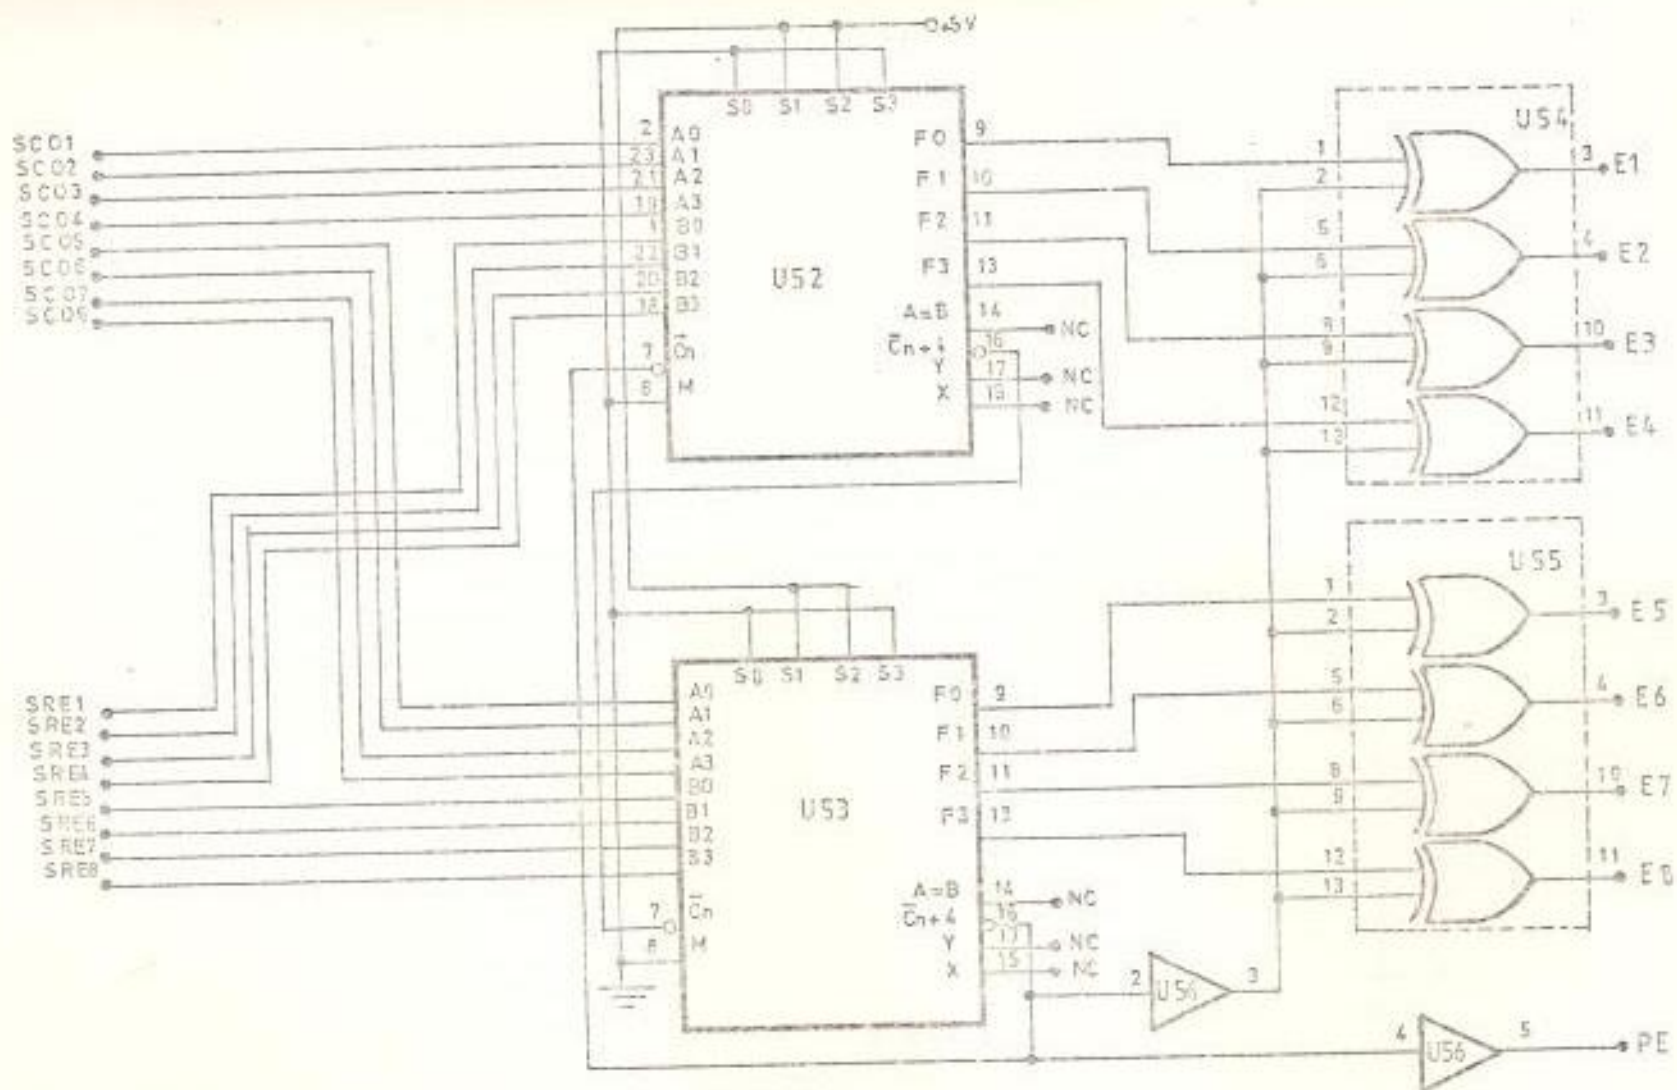 +5V
S0 S1 S2 S3
U52
SCO1
SCO2
SCO3
SCO4
SCO5
SCO6
SCO7
2 A0
23 A1
21 A2
19 A3
1 B0
22 B1
20 B2
18 B3
7 C̅n
8 M
F0 9
F1 10
F2 11
F3 13
A=B 14 NC
C̅n+4 16
Y 17 NC
X 15 NC
U54
1
2
3 E1
5
6
4 E2
8
9
10 E3
12
13
11 E4
S0 S1 S2 S3
U53
SRE1
SRE2
SRE3
SRE4
SRE5
SRE6
SRE7
SRE8
A0
A1
A2
A3
B0
B1
B2
B3
7 C̅n
8 M
F0 9
F1 10
F2 11
F3 13
A=B 14 NC
C̅n+4 16
Y 17 NC
X 15 NC
U55
1
2
3 E5
5
6
4 E6
8
9
10 E7
12
13
11 E8
2 U56 3
4 U56 5 PE